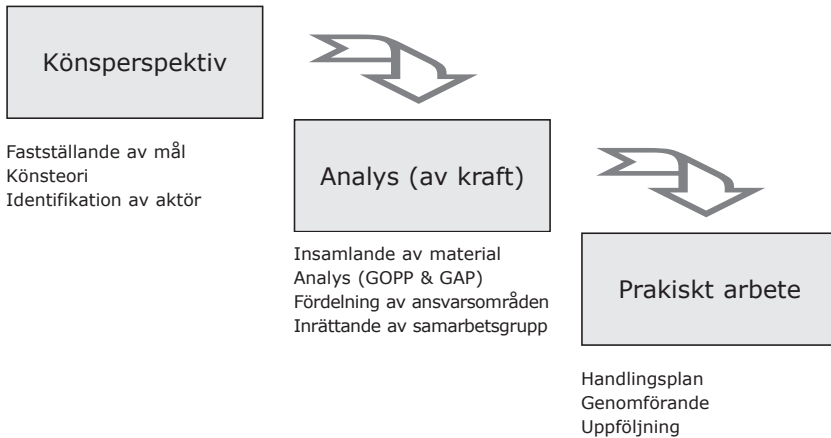 Könsperspektiv
Fastställande av mål
Könsteori
Identifikation av aktör
Analys (av kraft)
Insamlande av material
Analys (GOPP & GAP)
Fördelning av ansvarsområden
Inrättande av samarbetsgrupp
Prakiskt arbete
Handlingsplan
Genomförande
Uppföljning